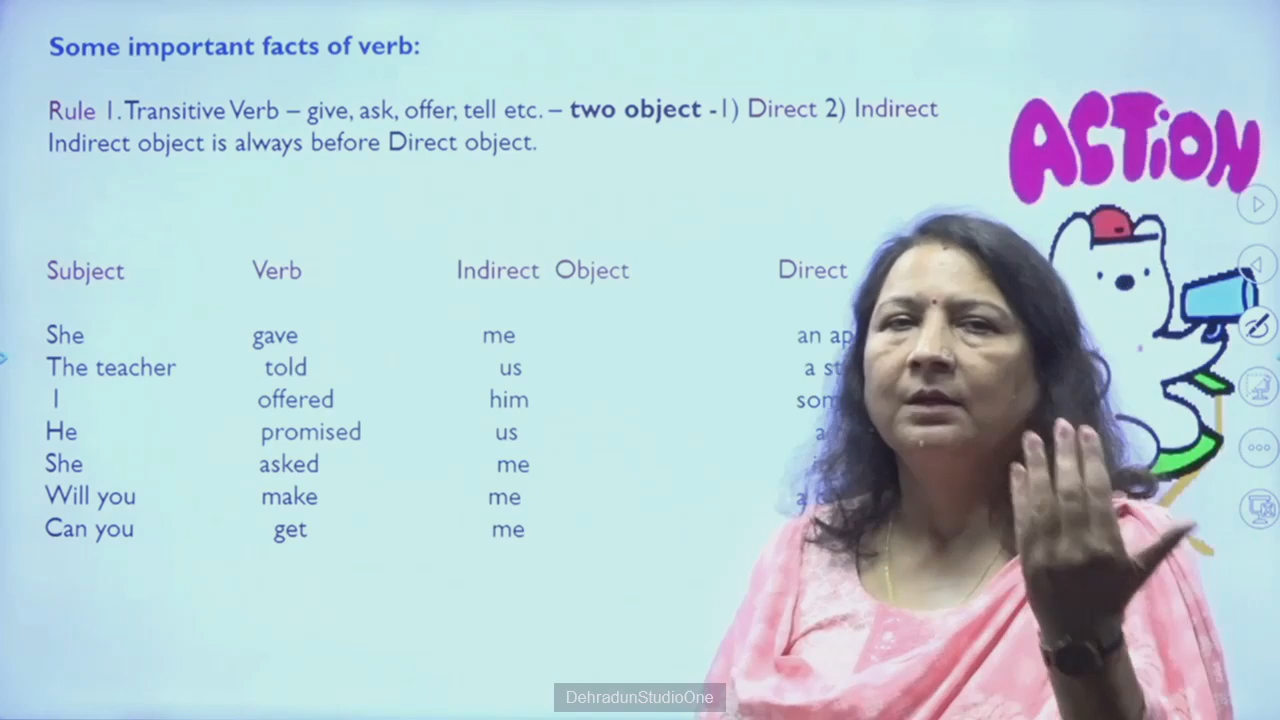 Some important facts of verb:
Rule 1. Transitive Verb – give, ask, offer, tell etc. – two object -1) Direct 2) Indirect
Indirect object is always before Direct object.
ACTION
Subject Verb Indirect Object Direct
She gave me an
The teacher told us a
I offered him
He promised us a
She asked me
Will you make me a
Can you get me
DehradunStudioOne